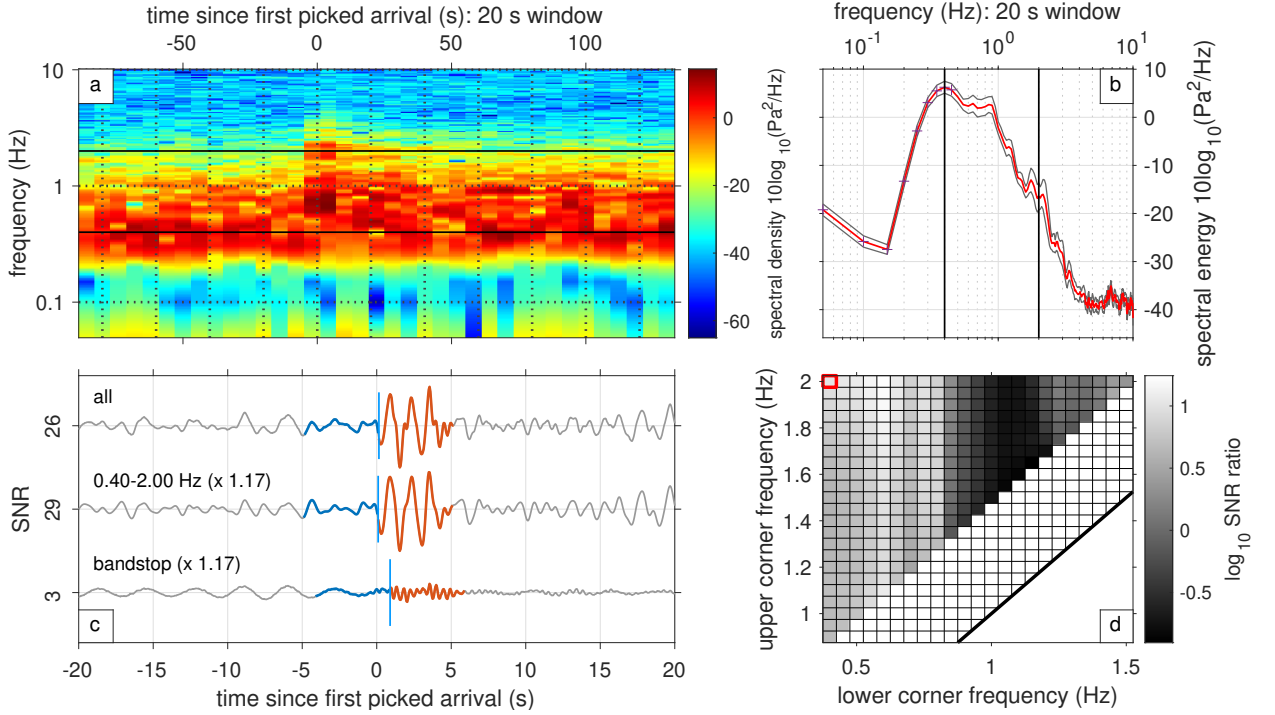 time since first picked arrival (s): 20 s window
-50 0 50 100
a
frequency (Hz)
10
1
0.1
0
-20
-40
-60
frequency (Hz): 20 s window
10^-1 10^0 10^1
b
spectral density 10log10(Pa²/Hz)
10
0
-10
-20
-30
-40
spectral energy 10log10(Pa²/Hz)
all
26
0.40-2.00 Hz (x 1.17)
29
bandstop (x 1.17)
3
SNR
c
-20 -15 -10 -5 0 5 10 15 20
time since first picked arrival (s)
upper corner frequency (Hz)
2
1.8
1.6
1.4
1.2
1
d
0.5 1 1.5
lower corner frequency (Hz)
1
0.5
0
-0.5
log10 SNR ratio